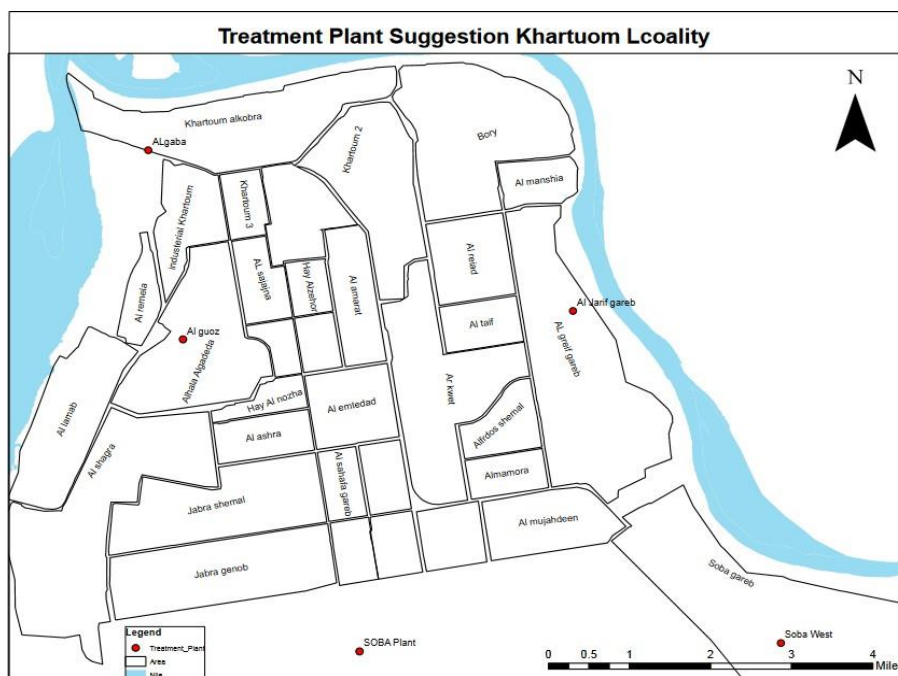 Treatment Plant Suggestion Khartuom Lcoality
N
Khartoum alkobra
ALgaba
Khartoum 2
Bory
Al manshia
Industerial Khartoum
Khartoum 3
AL sajajna
Hay Alzehor
Al amarat
Al reiad
Al remela
Al guoz
Al taif
Al Jarif gareb
AL greif gareb
Alhala Algadeda
Hay Al nozha
Al emtedad
Ar kwet
Alfrdos shemal
Al lamab
Al shagra
Al ashra
Al sahafa gareb
Almamora
Jabra shemal
Al mujahdeen
Jabra genob
Soba gareb
SOBA Plant
Soba West
Legend
Treatment_Plant
Area
Nile
0 0.5 1 2 3 4
Mile